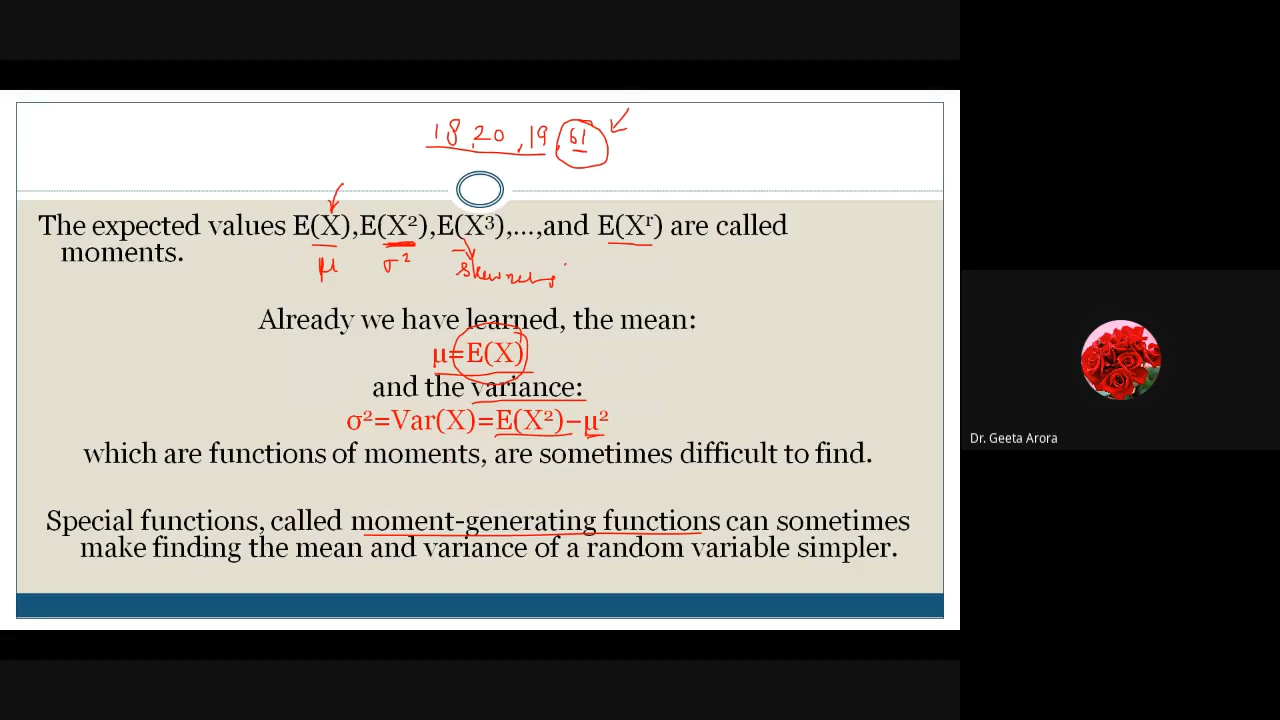 18, 20, 19, 61
The expected values E(X),E(X²),E(X³),...,and E(Xʳ) are called
moments.
μ σ² skewness
Already we have learned, the mean:
μ=E(X)
and the variance:
σ²=Var(X)=E(X²)−μ²
which are functions of moments, are sometimes difficult to find.
Special functions, called moment-generating functions can sometimes
make finding the mean and variance of a random variable simpler.
Dr. Geeta Arora